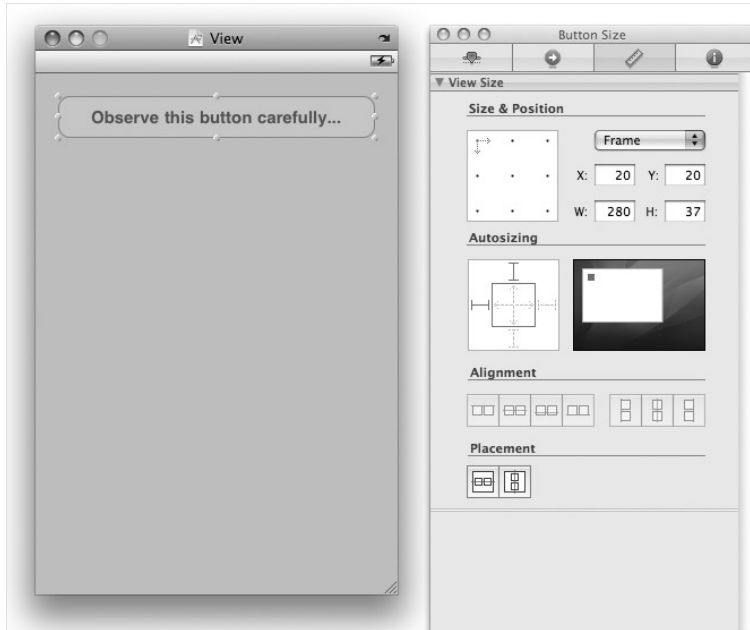 View
Observe this button carefully...
Button Size
View Size
Size & Position
Frame
X: 20 Y: 20
W: 280 H: 37
Autosizing
Alignment
Placement